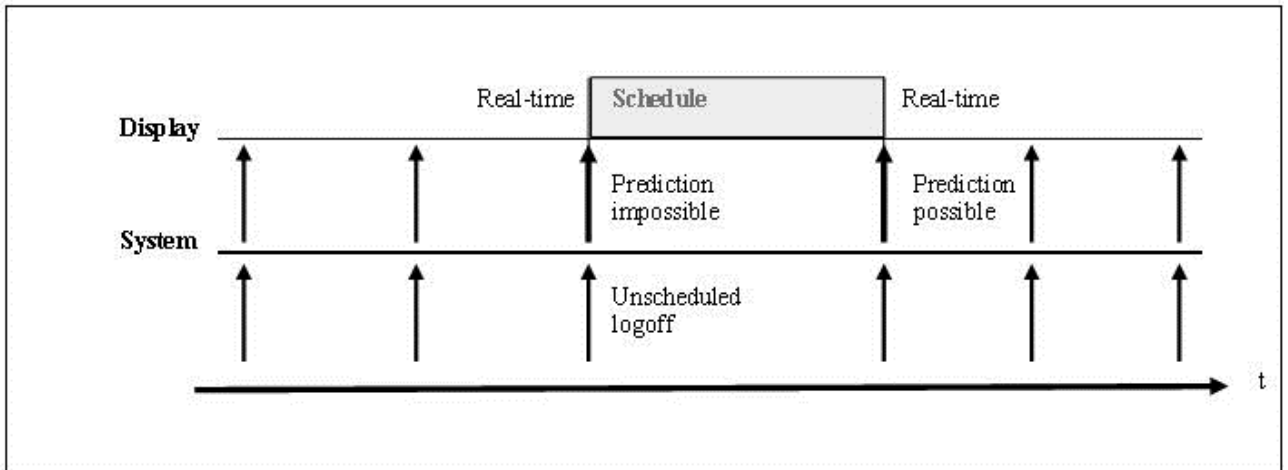 Real-time
Schedule
Real-time
Display
Prediction
impossible
Prediction
possible
System
Unscheduled
logoff
t